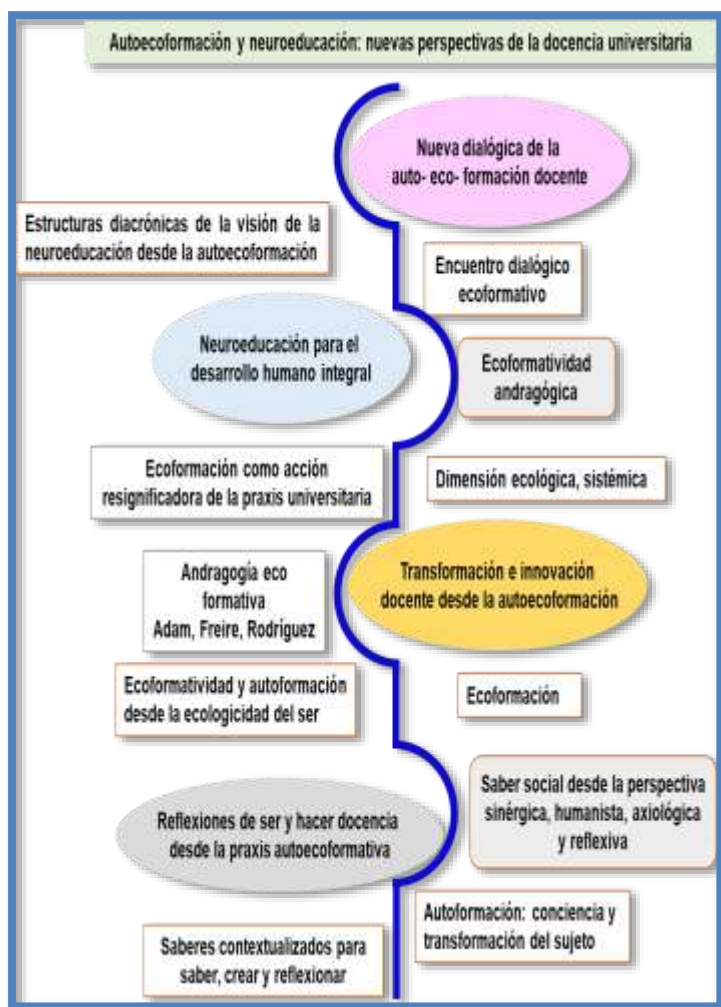 Autoecoformación y neuroeducación: nuevas perspectivas de la docencia universitaria
Nueva dialógica de la
auto- eco- formación docente
Estructuras diacrónicas de la visión de la
neuroeducación desde la autoecoformación
Encuentro dialógico
ecoformativo
Neuroeducación para el
desarrollo humano integral
Ecoformatividad
andragógica
Ecoformación como acción
resignificadora de la praxis universitaria
Dimensión ecológica, sistémica
Andragogía eco
formativa
Adam, Freire, Rodríguez
Transformación e innovación
docente desde la autoecoformación
Ecoformatividad y autoformación
desde la ecologicidad del ser
Ecoformación
Saber social desde la perspectiva
sinérgica, humanista, axiológica
y reflexiva
Reflexiones de ser y hacer docencia
desde la praxis autoecoformativa
Autoformación: conciencia y
transformación del sujeto
Saberes contextualizados para
saber, crear y reflexionar